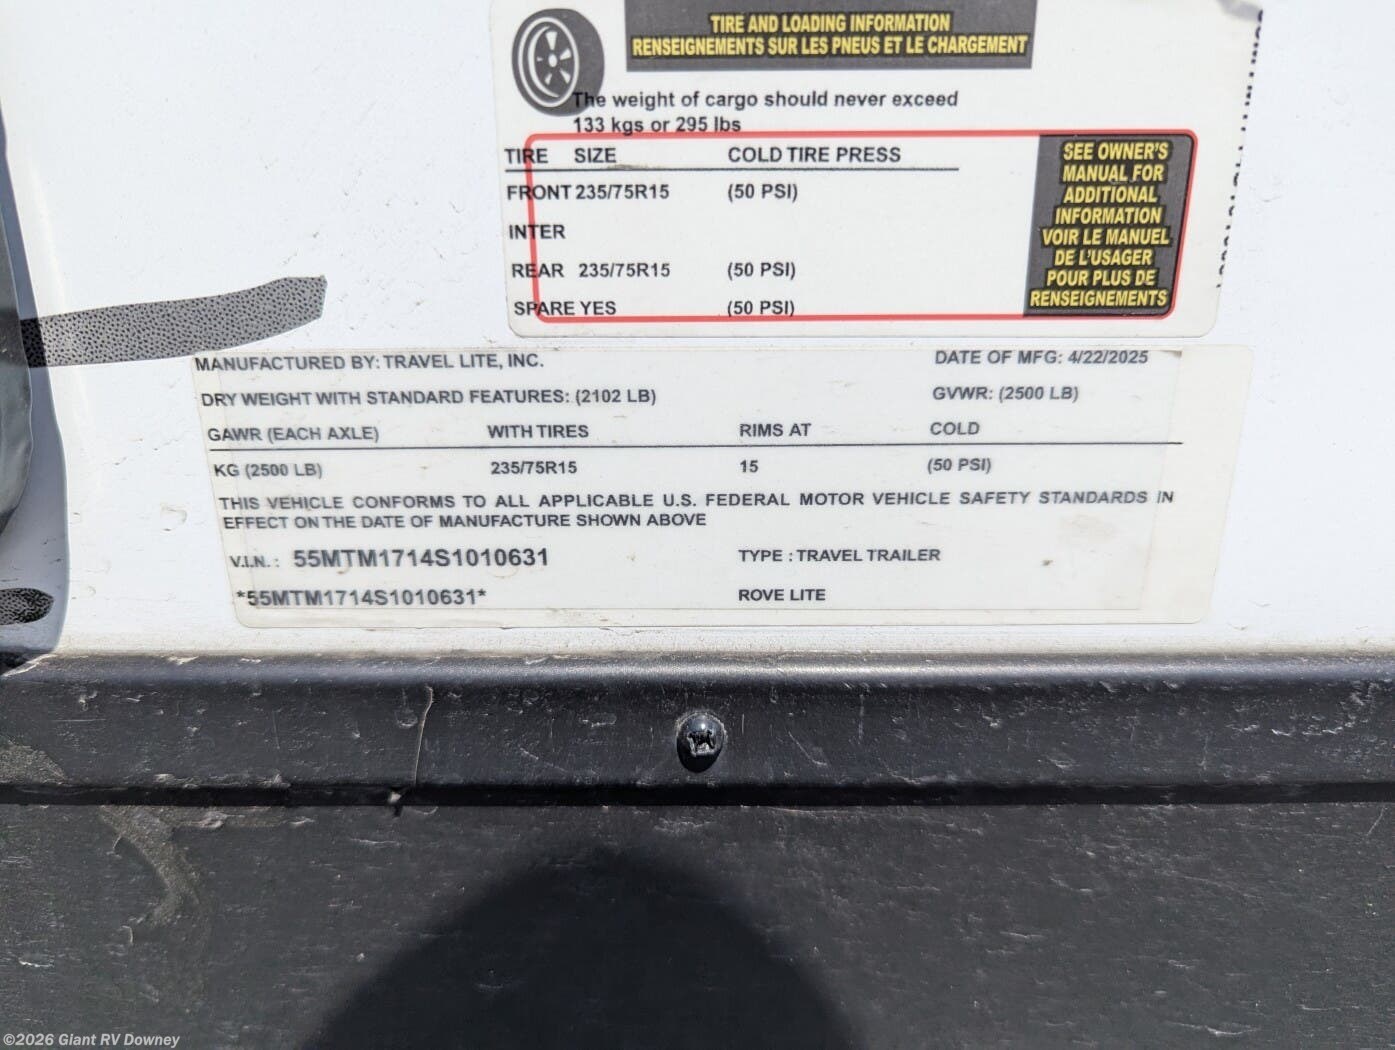 TIRE AND LOADING INFORMATION
RENSEIGNEMENTS SUR LES PNEUS ET LE CHARGEMENT
The weight of cargo should never exceed
133 kgs or 295 lbs
TIRE SIZE COLD TIRE PRESS
FRONT 235/75R15 (50 PSI)
INTER
REAR 235/75R15 (50 PSI)
SPARE YES (50 PSI)
SEE OWNER'S
MANUAL FOR
ADDITIONAL
INFORMATION
VOIR LE MANUEL
DE L'USAGER
POUR PLUS DE
RENSEIGNEMENTS
MANUFACTURED BY: TRAVEL LITE, INC. DATE OF MFG: 4/22/2025
DRY WEIGHT WITH STANDARD FEATURES: (2102 LB) GVWR: (2500 LB)
GAWR (EACH AXLE) WITH TIRES RIMS AT COLD
KG (2500 LB) 235/75R15 15 (50 PSI)
THIS VEHICLE CONFORMS TO ALL APPLICABLE U.S. FEDERAL MOTOR VEHICLE SAFETY STANDARDS IN
EFFECT ON THE DATE OF MANUFACTURE SHOWN ABOVE
V.I.N. : 55MTM1714S1010631 TYPE : TRAVEL TRAILER
*55MTM1714S1010631* ROVE LITE
©2026 Giant RV Downey